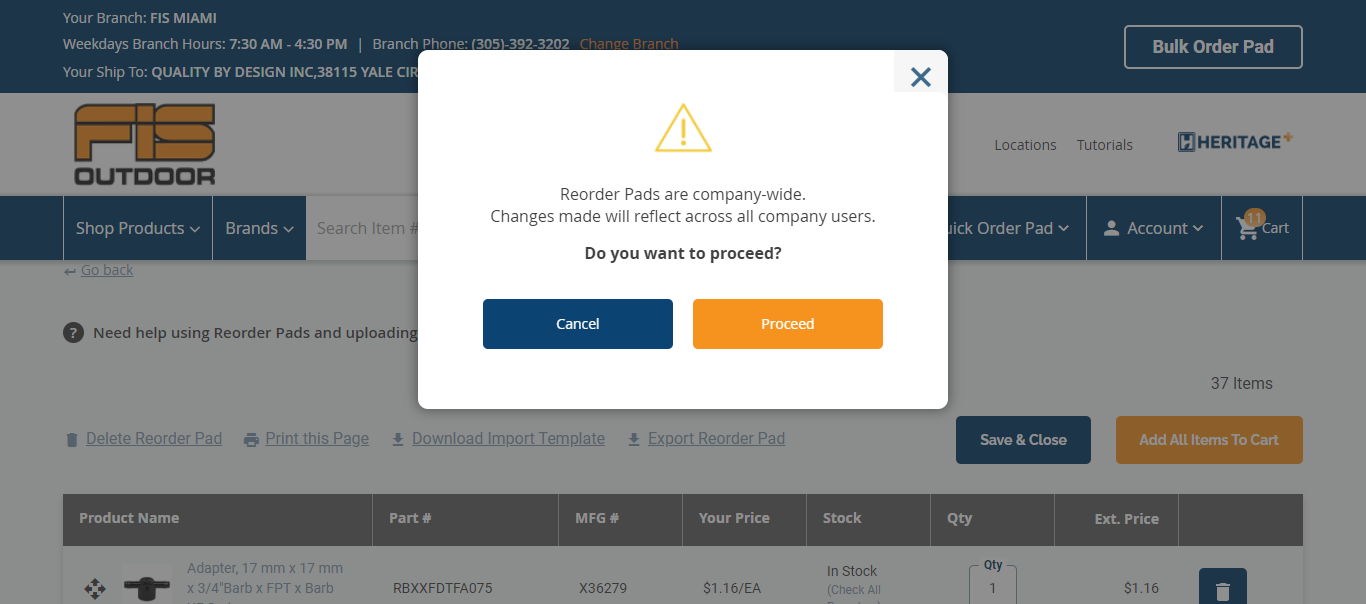 Your Branch: FIS MIAMI
Weekdays Branch Hours: 7:30 AM - 4:30 PM | Branch Phone: (305)-392-3202 Change Branch
Your Ship To: QUALITY BY DESIGN INC,38115 YALE CIR
Bulk Order Pad
FIS
OUTDOOR
Locations Tutorials
HERITAGE+
Shop Products
Brands
Search Item #
Order Pad
Account
11
Cart
Go back
? Need help using Reorder Pads and uploading
Reorder Pads are company-wide.
Changes made will reflect across all company users.
Do you want to proceed?
Cancel
Proceed
37 Items
Delete Reorder Pad Print this Page Download Import Template Export Reorder Pad
Save & Close
Add All Items To Cart
Product Name Part # MFG # Your Price Stock Qty Ext. Price
Adapter, 17 mm x 17 mm
x 3/4"Barb x FPT x Barb
RBXXFDTFA075
X36279
$1.16/EA
In Stock
(Check All
Qty
1
$1.16